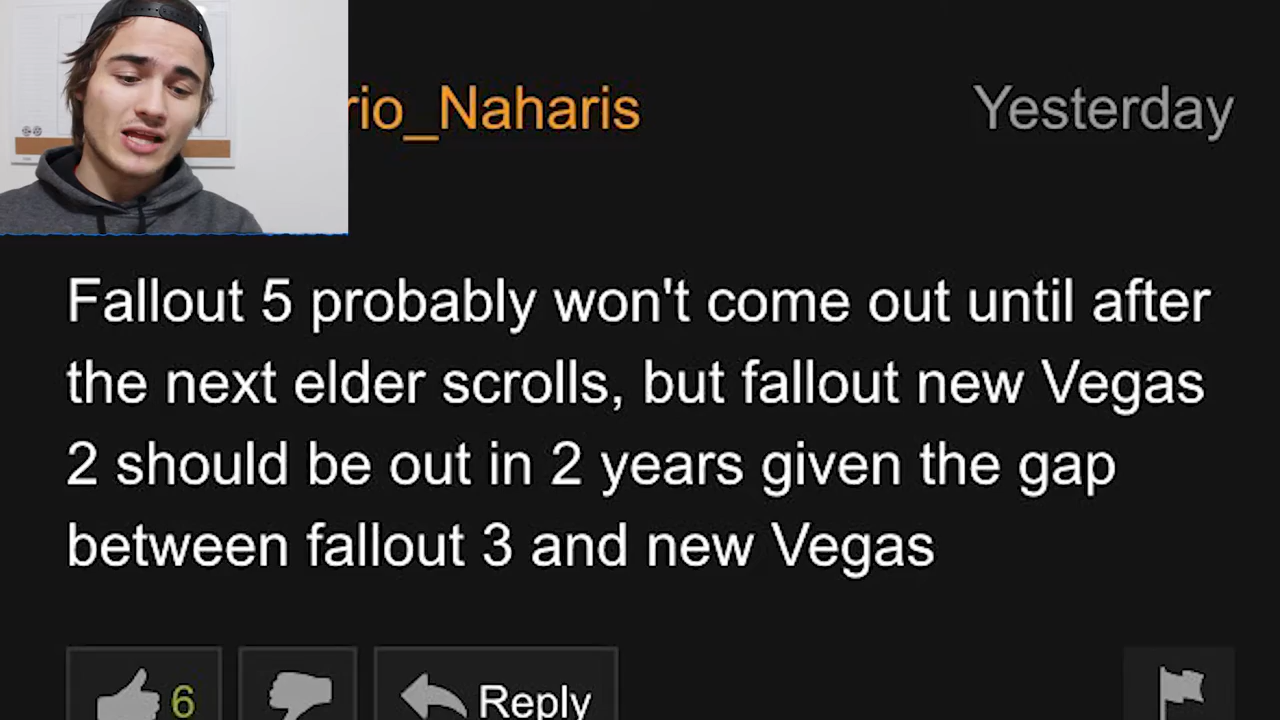 rio_Naharis
Yesterday
Fallout 5 probably won't come out until after
the next elder scrolls, but fallout new Vegas
2 should be out in 2 years given the gap
between fallout 3 and new Vegas
6
Reply